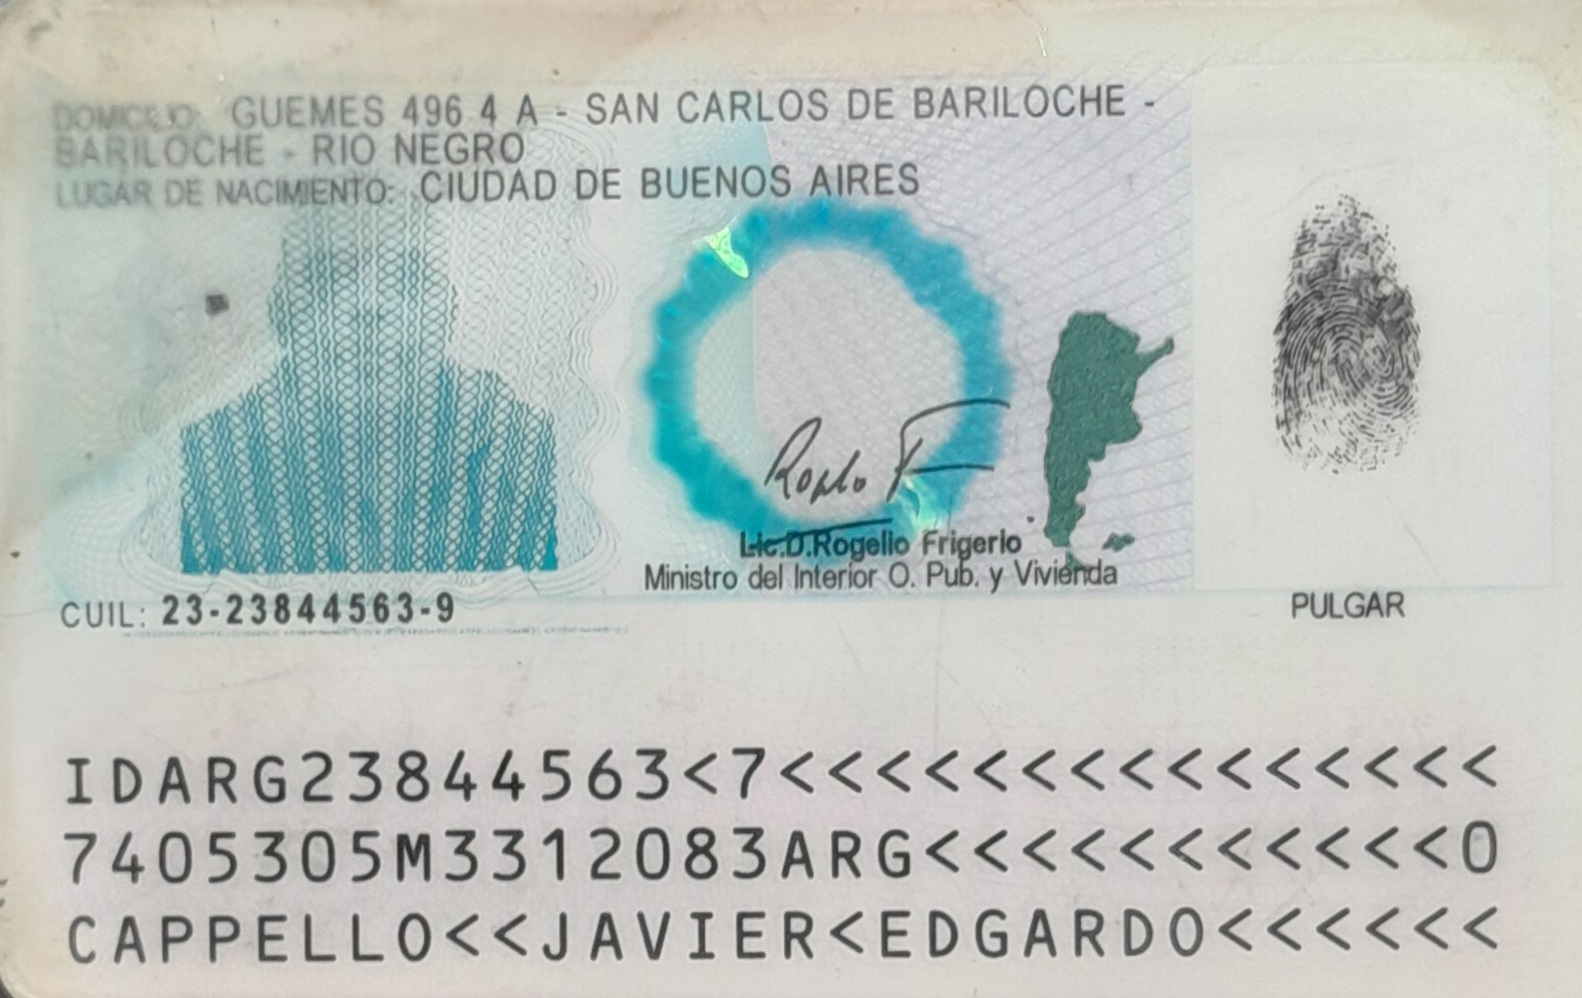 DOMICILIO: GUEMES 496 4 A - SAN CARLOS DE BARILOCHE -
BARILOCHE - RIO NEGRO
LUGAR DE NACIMIENTO: CIUDAD DE BUENOS AIRES
Lic.D.Rogelio Frigerio
Ministro del Interior O. Pub. y Vivienda
CUIL: 23-23844563-9
PULGAR
IDARG23844563<7<<<<<<<<<<<<<<<
7405305M3312083ARG<<<<<<<<<<<0
CAPPELLO<<JAVIER<EDGARDO<<<<<<